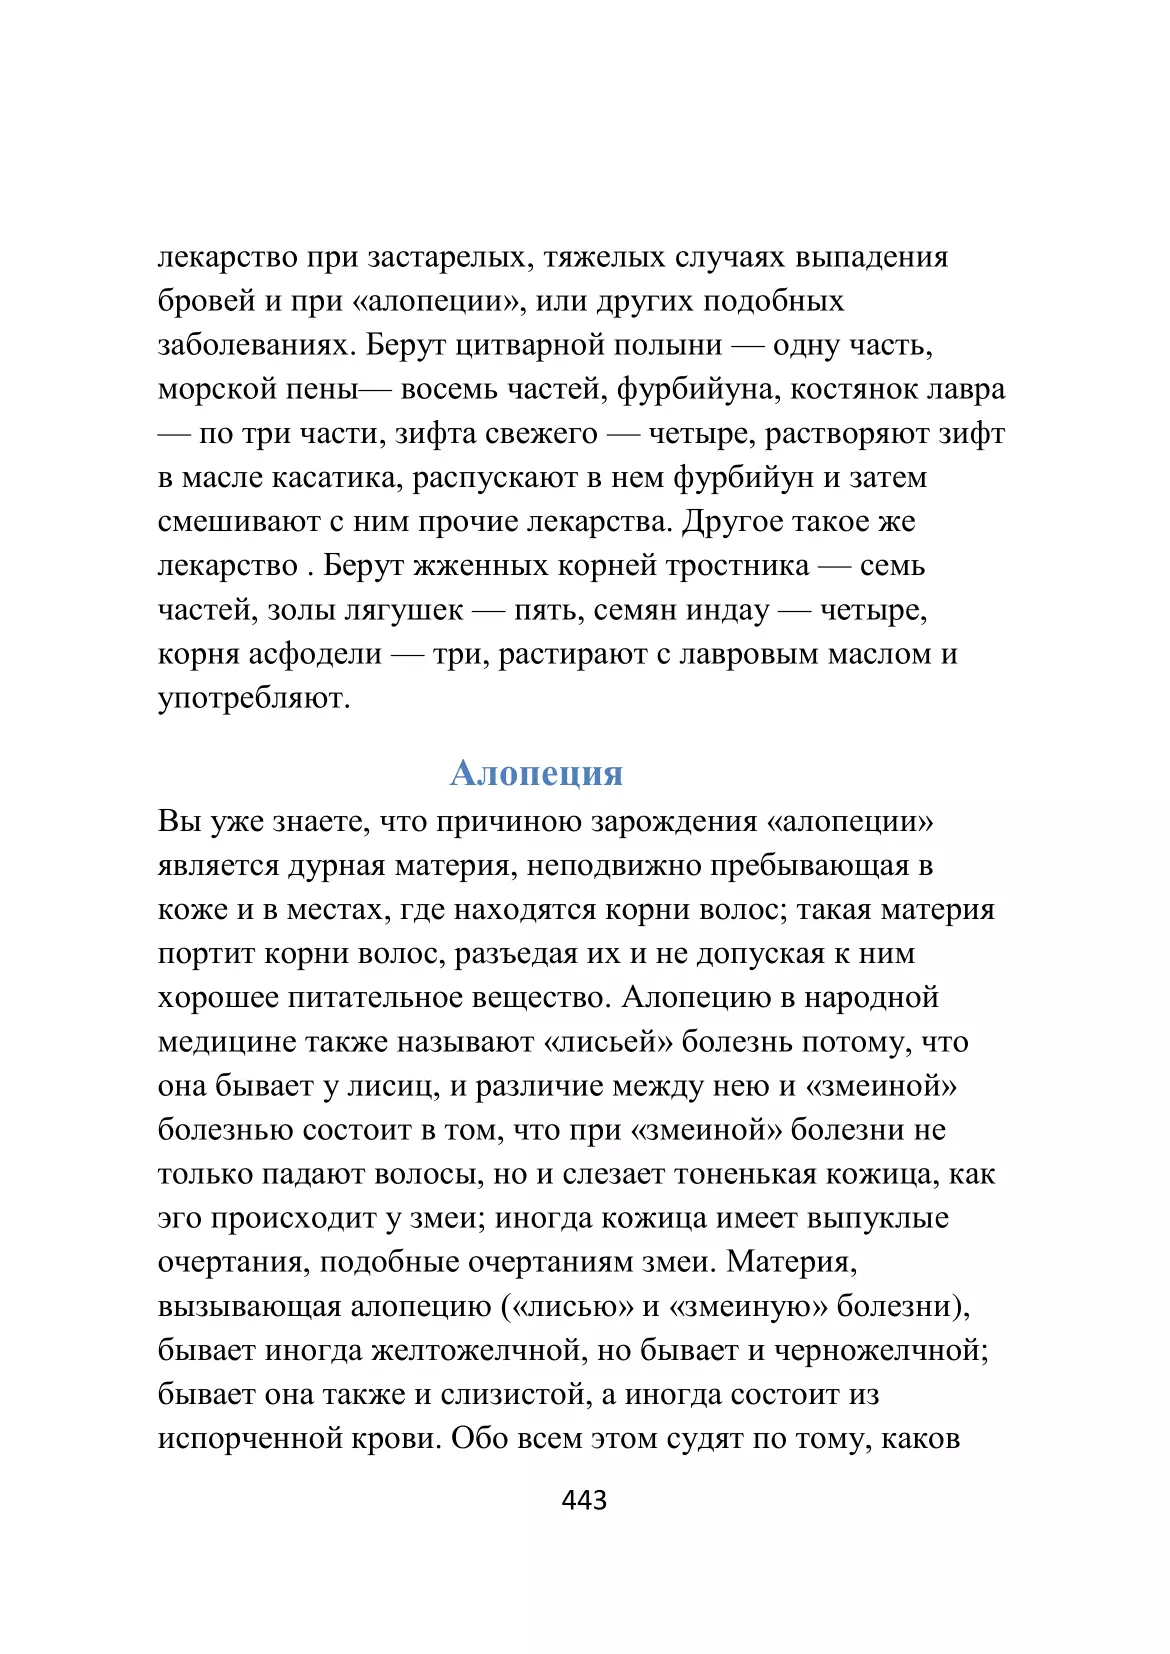 лекарство при застарелых, тяжелых случаях выпадения
бровей и при «алопеции», или других подобных
заболеваниях. Берут цитварной полыни — одну часть,
морской пены— восемь частей, фурбийуна, костянок лавра
— по три части, зифта свежего — четыре, растворяют зифт
в масле касатика, распускают в нем фурбийун и затем
смешивают с ним прочие лекарства. Другое такое же
лекарство . Берут жженных корней тростника — семь
частей, золы лягушек — пять, семян индау — четыре,
корня асфодели — три, растирают с лавровым маслом и
употребляют.
Алопеция
Вы уже знаете, что причиною зарождения «алопеции»
является дурная материя, неподвижно пребывающая в
коже и в местах, где находятся корни волос; такая материя
портит корни волос, разъедая их и не допуская к ним
хорошее питательное вещество. Алопецию в народной
медицине также называют «лисьей» болезнь потому, что
она бывает у лисиц, и различие между нею и «змеиной»
болезнью состоит в том, что при «змеиной» болезни не
только падают волосы, но и слезает тоненькая кожица, как
эго происходит у змеи; иногда кожица имеет выпуклые
очертания, подобные очертаниям змеи. Материя,
вызывающая алопецию («лисью» и «змеиную» болезни),
бывает иногда желтожелчной, но бывает и черножелчной;
бывает она также и слизистой, а иногда состоит из
испорченной крови. Обо всем этом судят по тому, каков
443